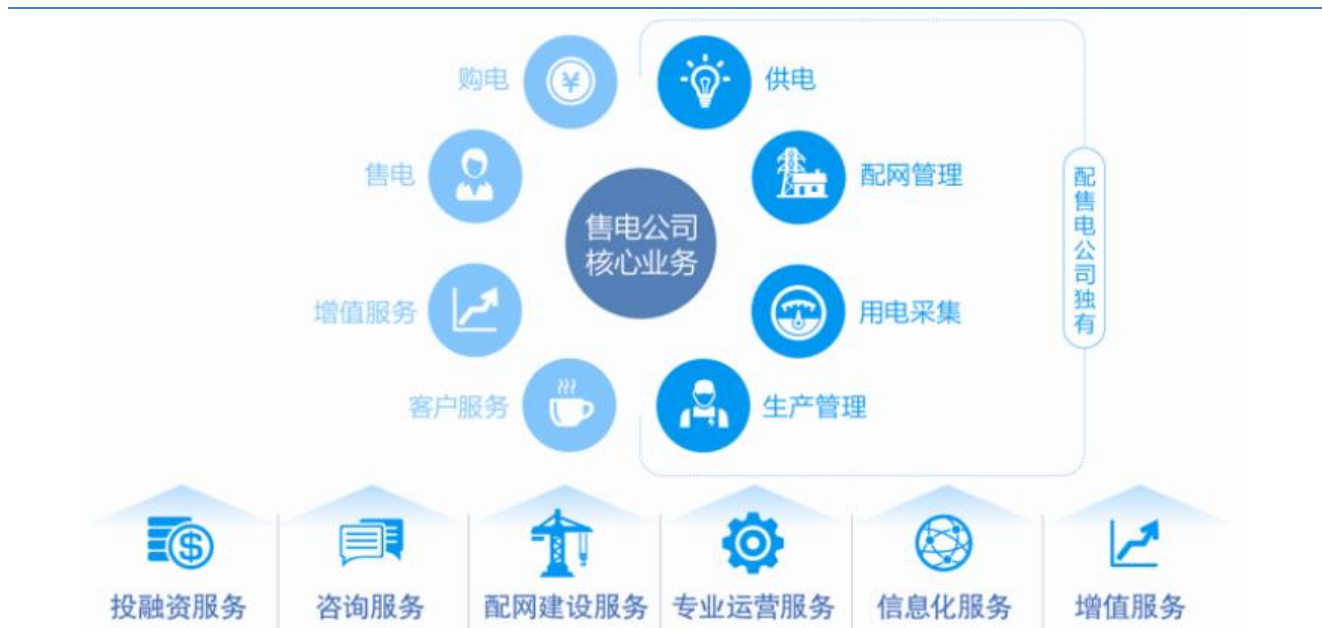 购电
供电
售电
配网管理
售电公司
核心业务
增值服务
用电采集
客户服务
生产管理
配售电公司独有
投融资服务
咨询服务
配网建设服务
专业运营服务
信息化服务
增值服务